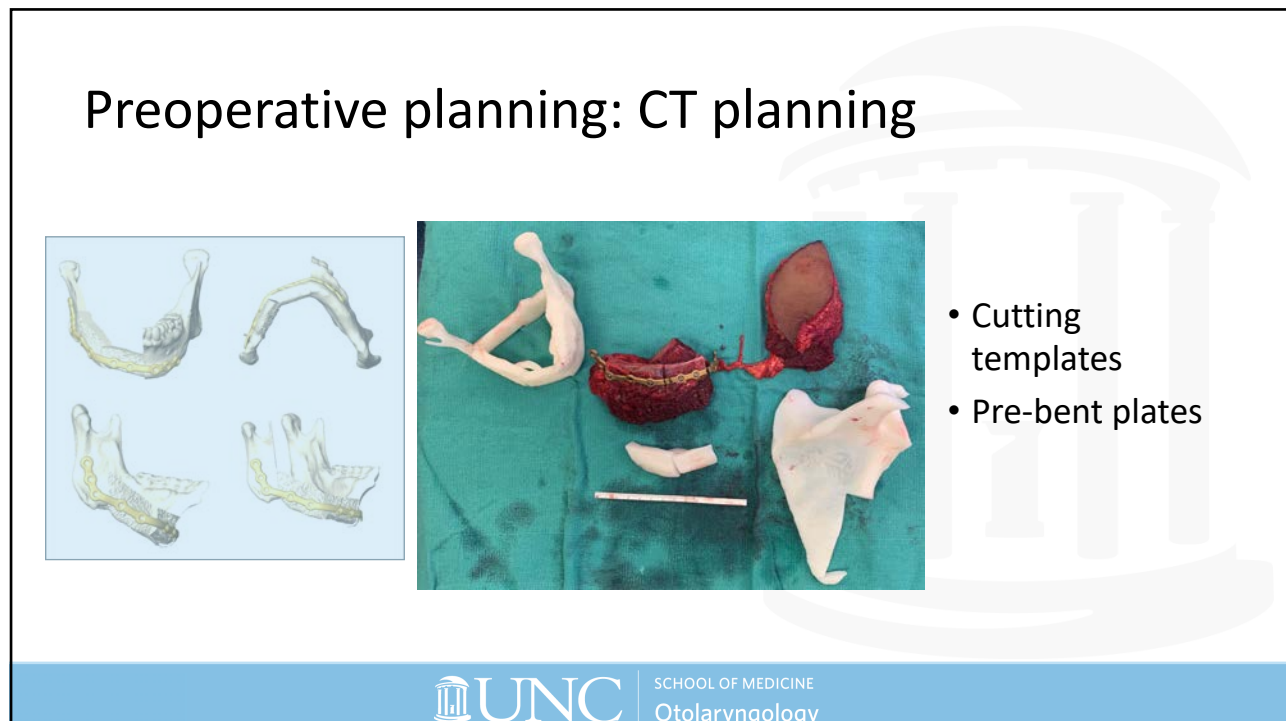 Preoperative planning: CT planning
• Cutting
templates
• Pre-bent plates
UNC
SCHOOL OF MEDICINE
Otolaryngology